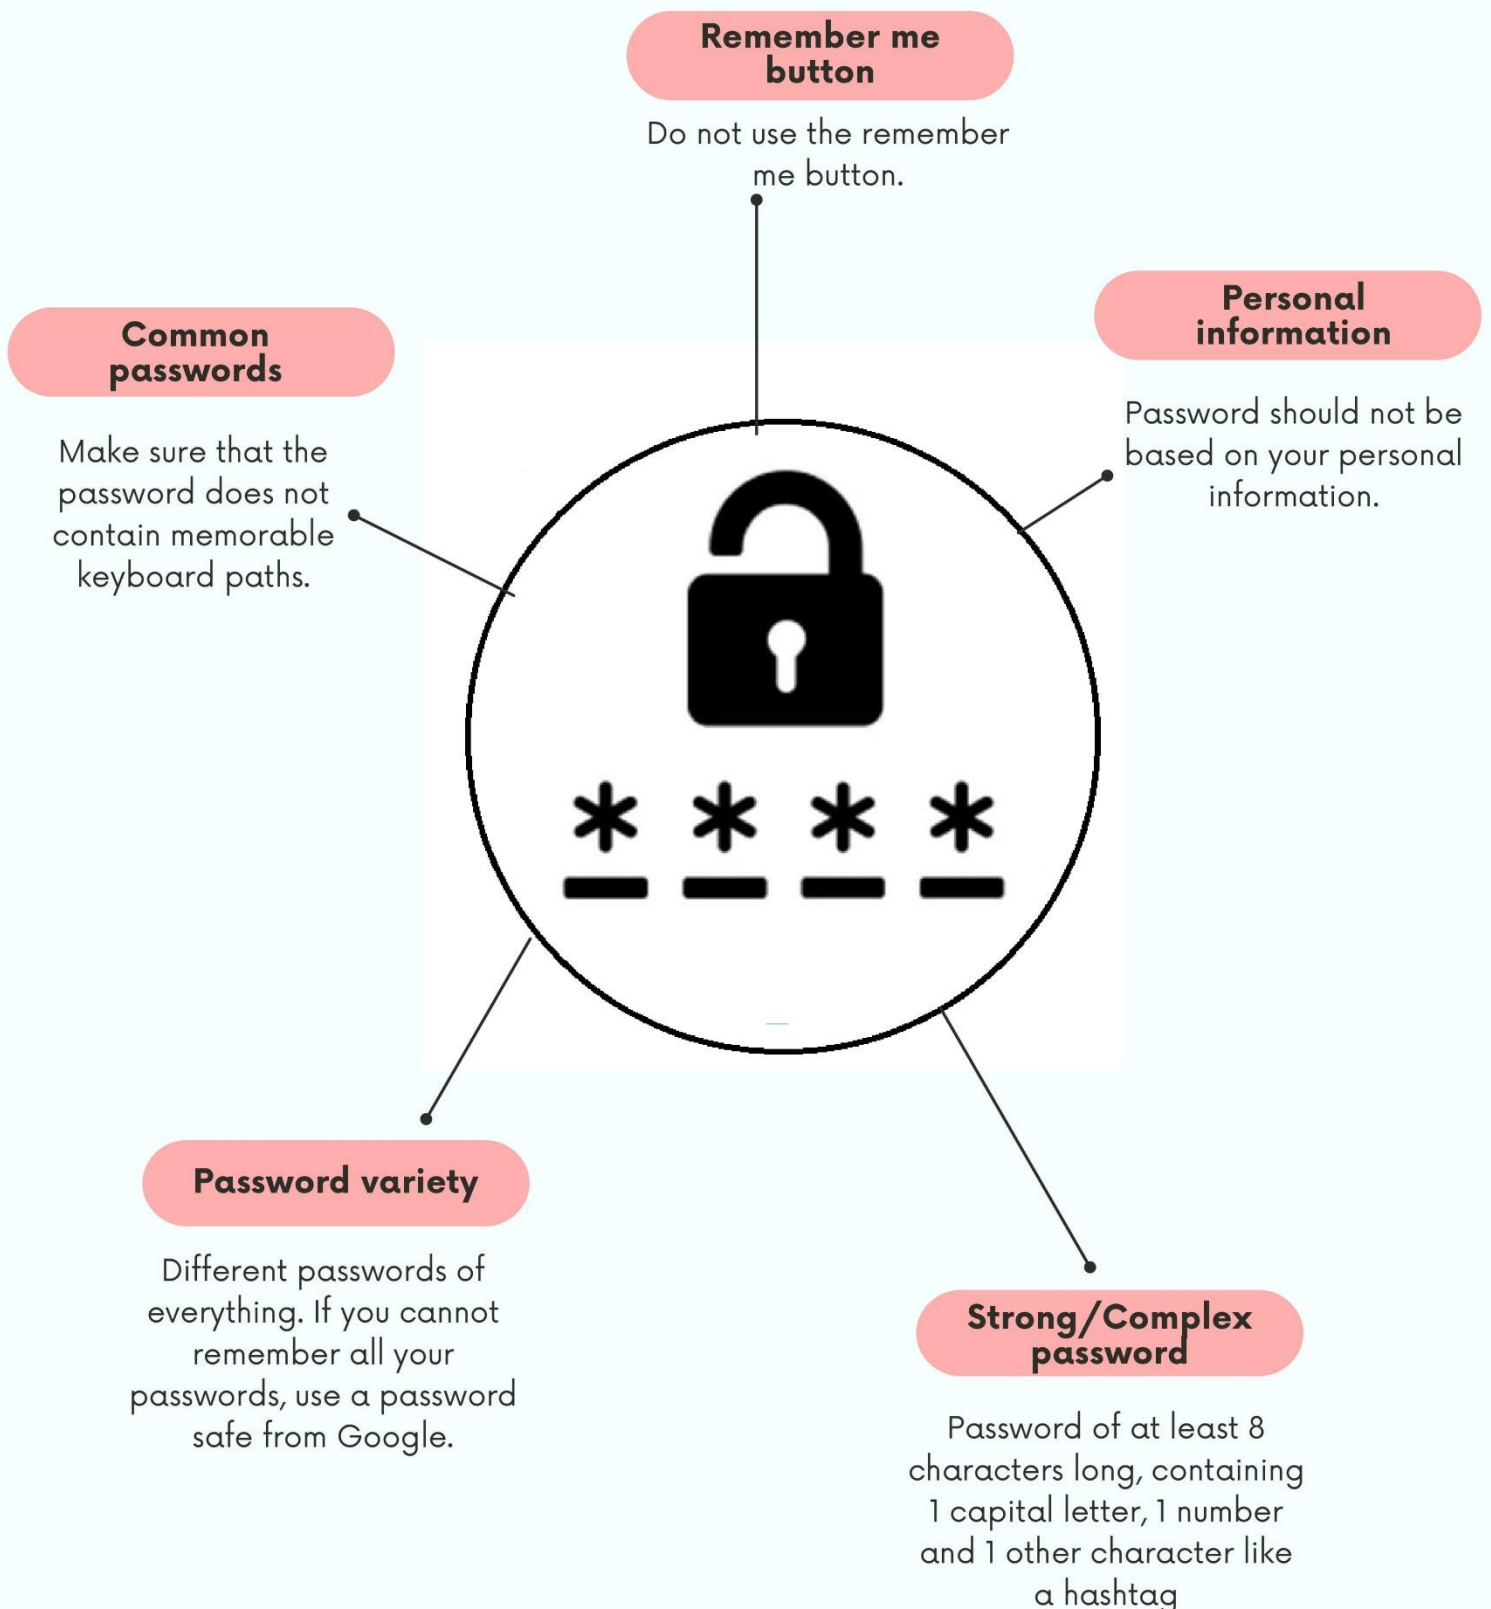 Remember me
button
Do not use the remember
me button.
Common
passwords
Make sure that the
password does not
contain memorable
keyboard paths.
Personal
information
Password should not be
based on your personal
information.
* * * *
Password variety
Different passwords of
everything. If you cannot
remember all your
passwords, use a password
safe from Google.
Strong/Complex
password
Password of at least 8
characters long, containing
1 capital letter, 1 number
and 1 other character like
a hashtag